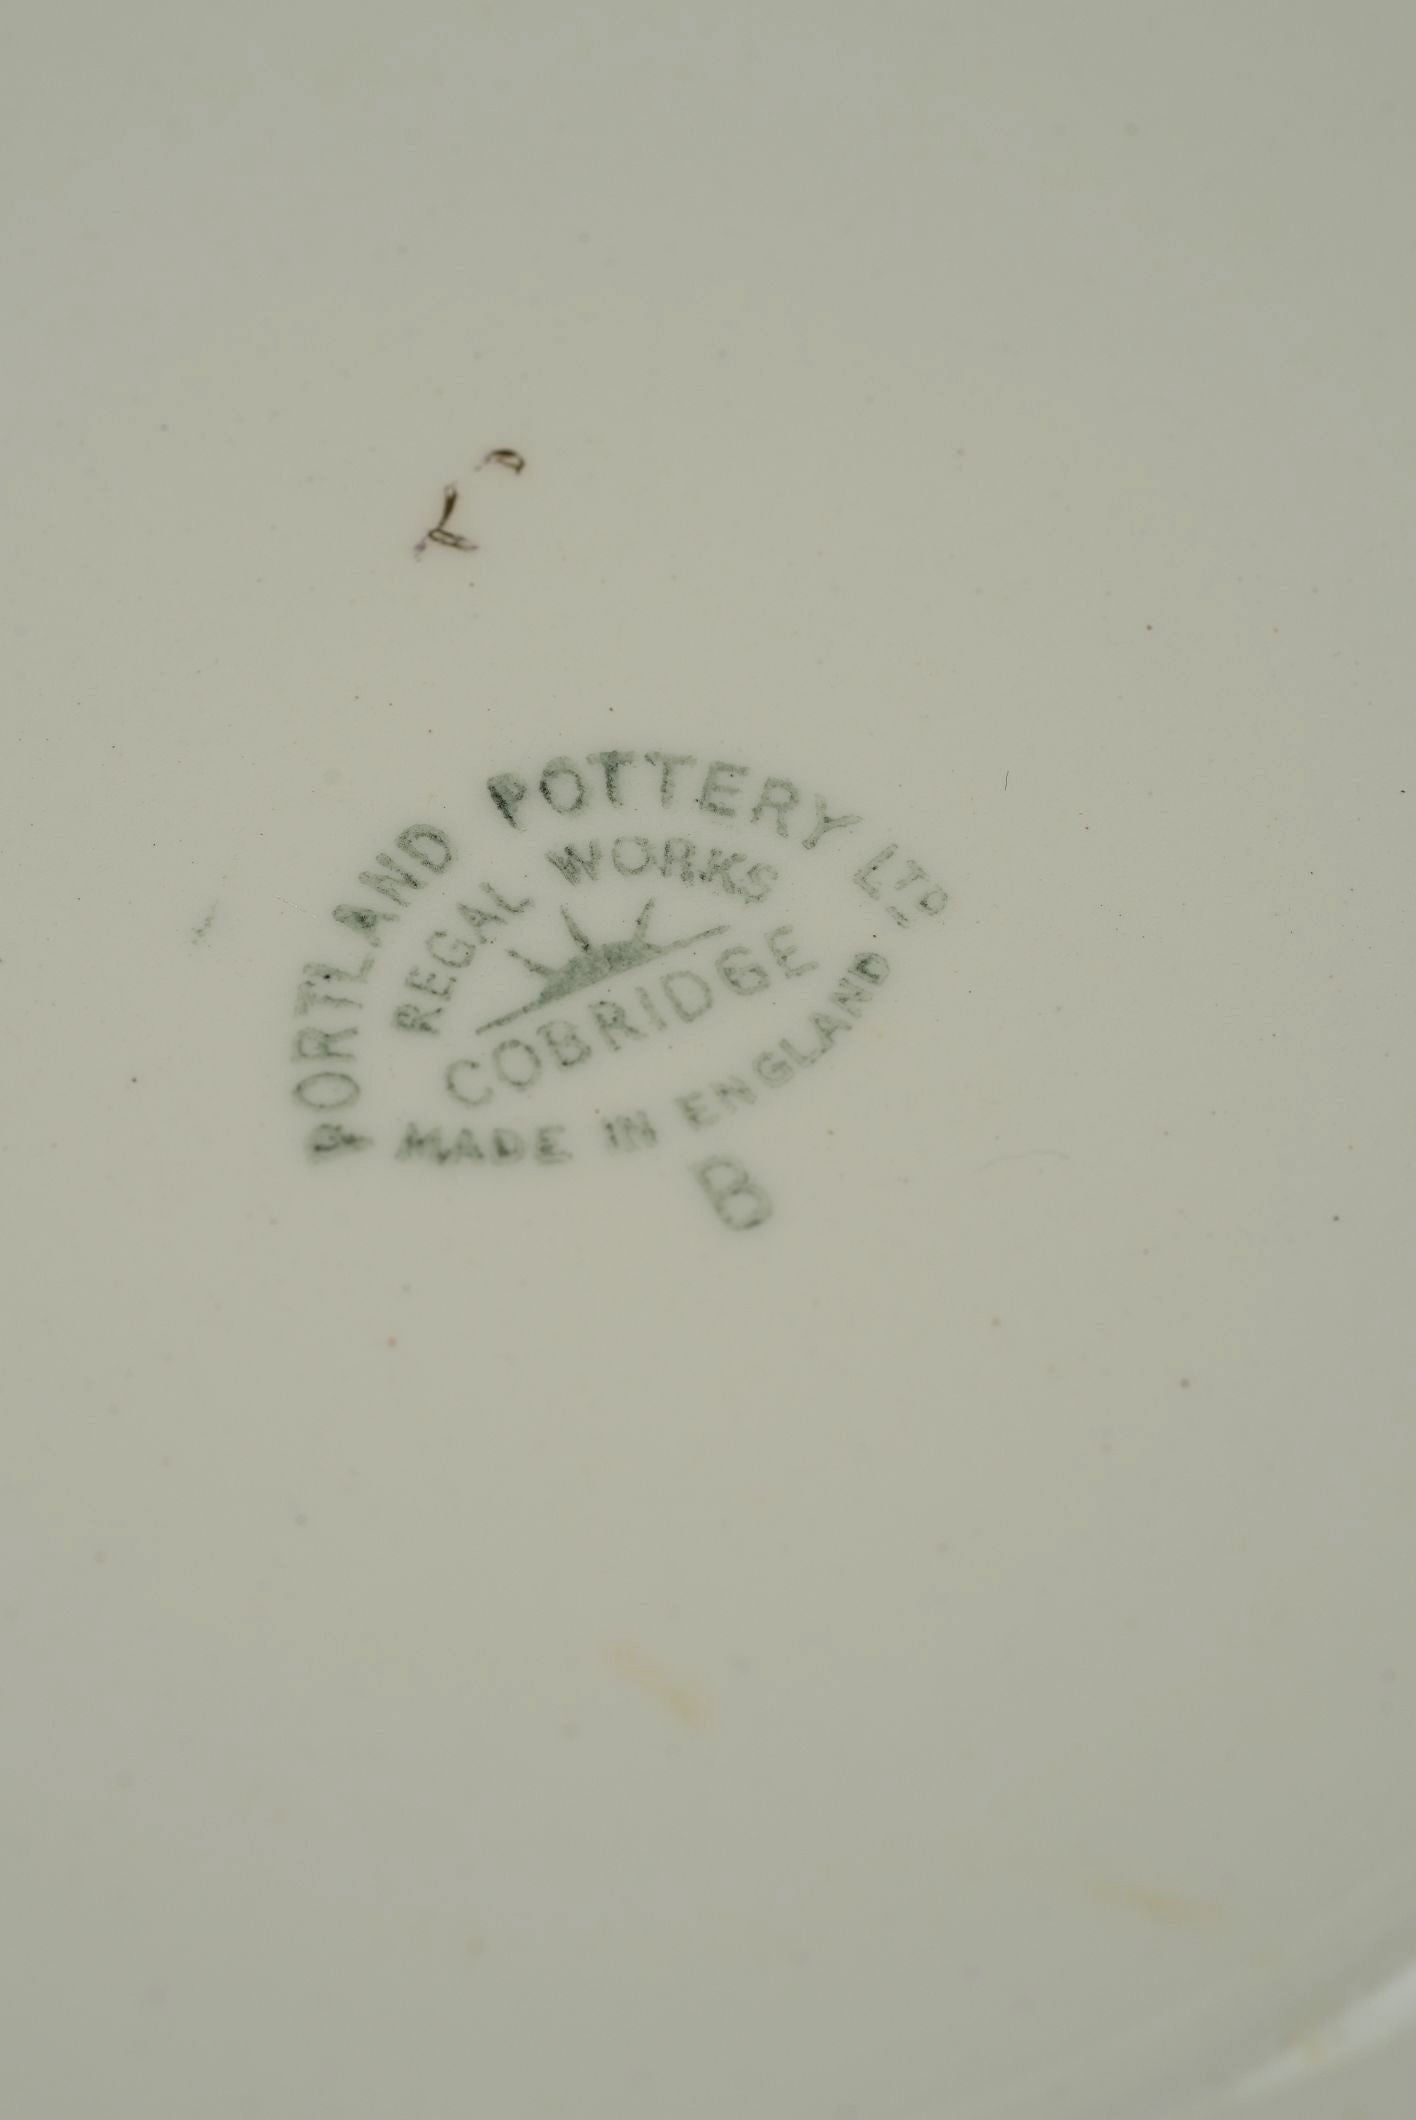 PORTLAND POTTERY LTD
REGAL WORKS
COBRIDGE
MADE IN ENGLAND
B